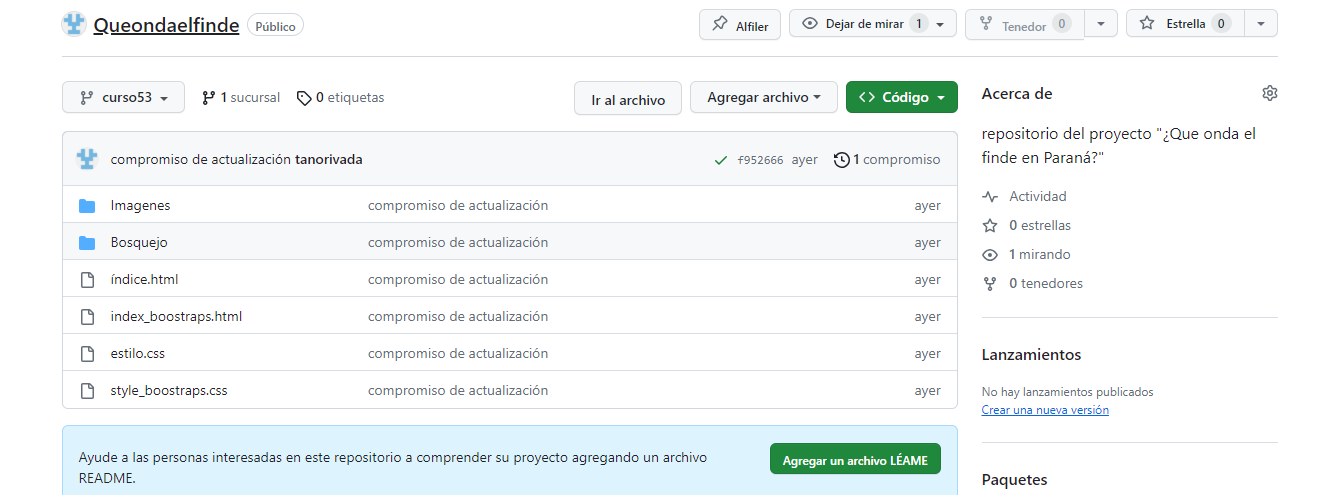 Queondaelfinde Público Alfiler Dejar de mirar 1 Tenedor 0 Estrella 0
curso53 1 sucursal 0 etiquetas Ir al archivo Agregar archivo Código
compromiso de actualización tanorivada f952666 ayer 1 compromiso
Imagenes compromiso de actualización ayer
Bosquejo compromiso de actualización ayer
índice.html compromiso de actualización ayer
index_boostraps.html compromiso de actualización ayer
estilo.css compromiso de actualización ayer
style_boostraps.css compromiso de actualización ayer
Ayude a las personas interesadas en este repositorio a comprender su proyecto agregando un archivo
README.
Agregar un archivo LÉAME
Acerca de
repositorio del proyecto "¿Que onda el
finde en Paraná?"
Actividad
0 estrellas
1 mirando
0 tenedores
Lanzamientos
No hay lanzamientos publicados
Crear una nueva versión
Paquetes